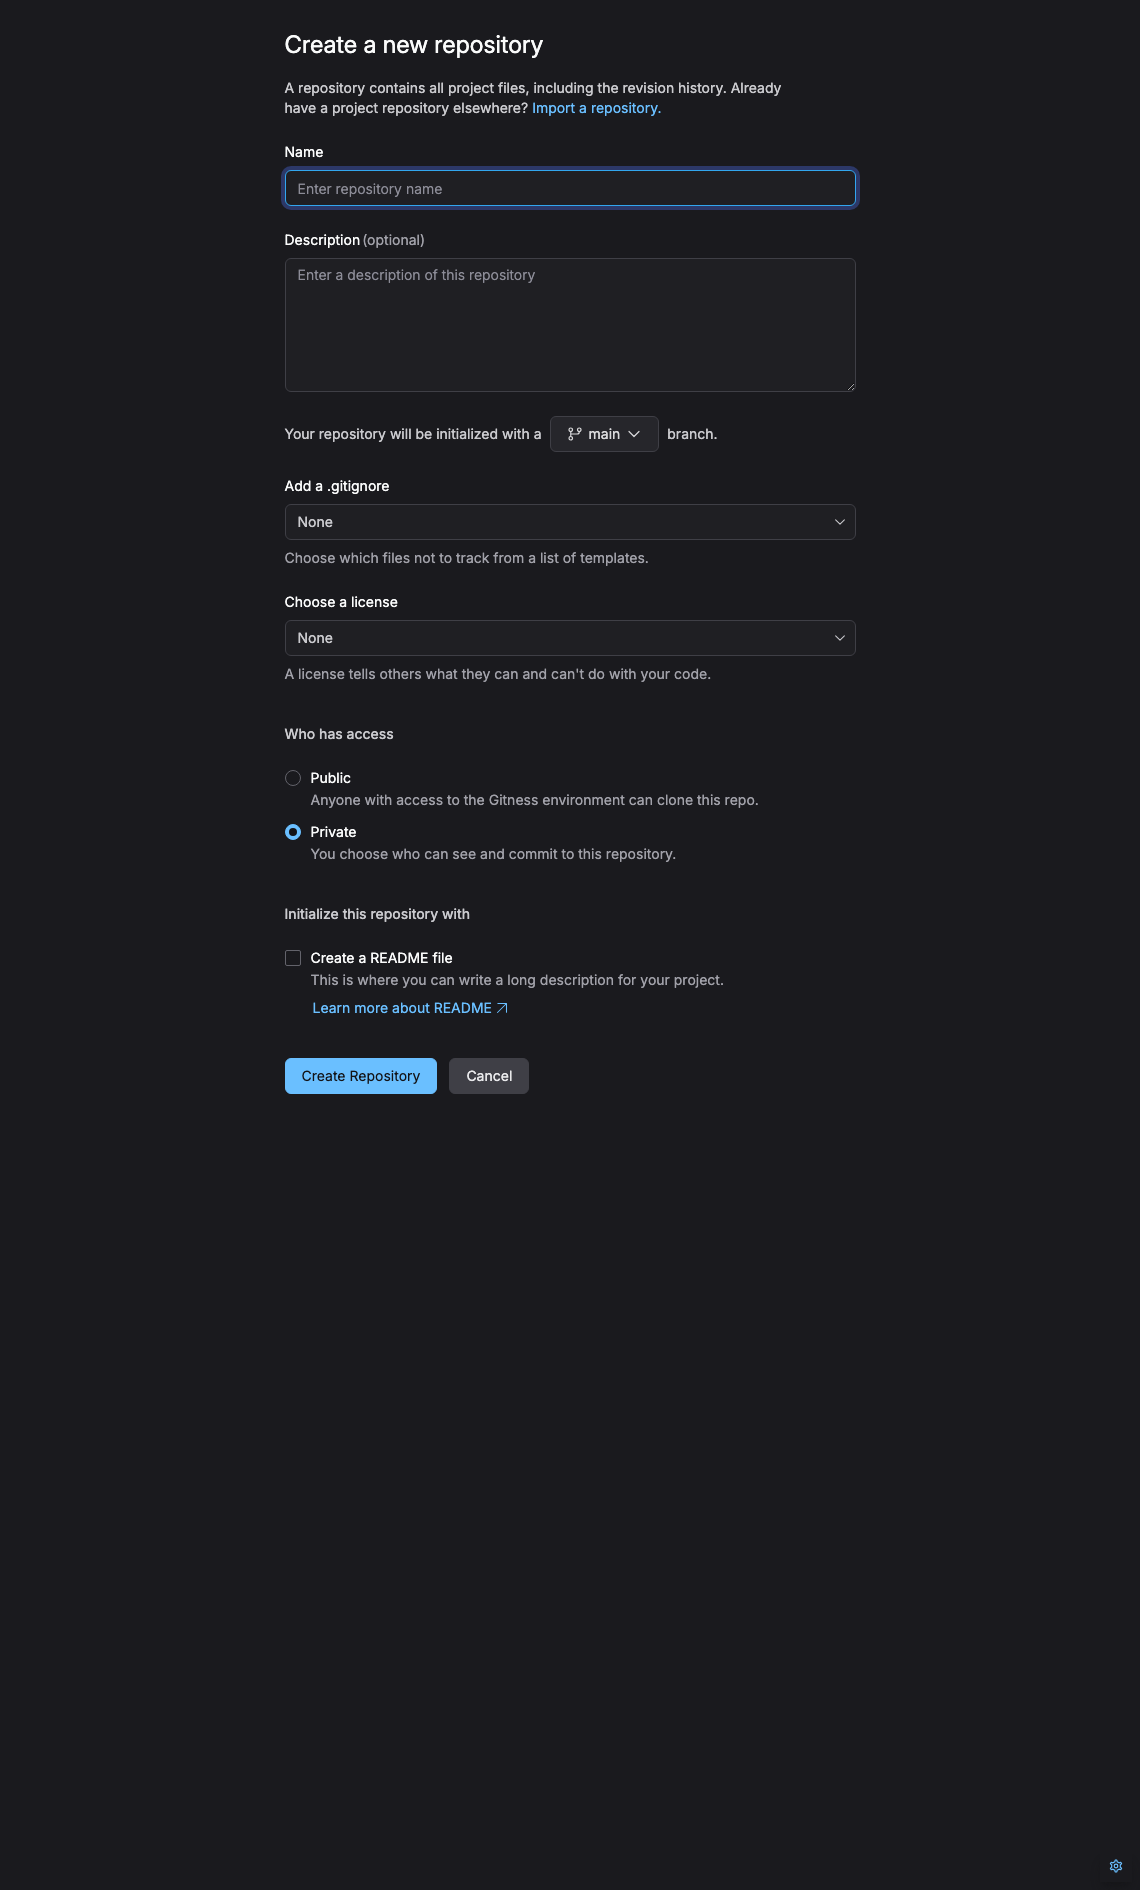 Create a new repository
A repository contains all project files, including the revision history. Already
have a project repository elsewhere? Import a repository.
Name
Enter repository name
Description (optional)
Enter a description of this repository
Your repository will be initialized with a main branch.
Add a .gitignore
None
Choose which files not to track from a list of templates.
Choose a license
None
A license tells others what they can and can't do with your code.
Who has access
Public
Anyone with access to the Gitness environment can clone this repo.
Private
You choose who can see and commit to this repository.
Initialize this repository with
Create a README file
This is where you can write a long description for your project.
Learn more about README
Create Repository Cancel